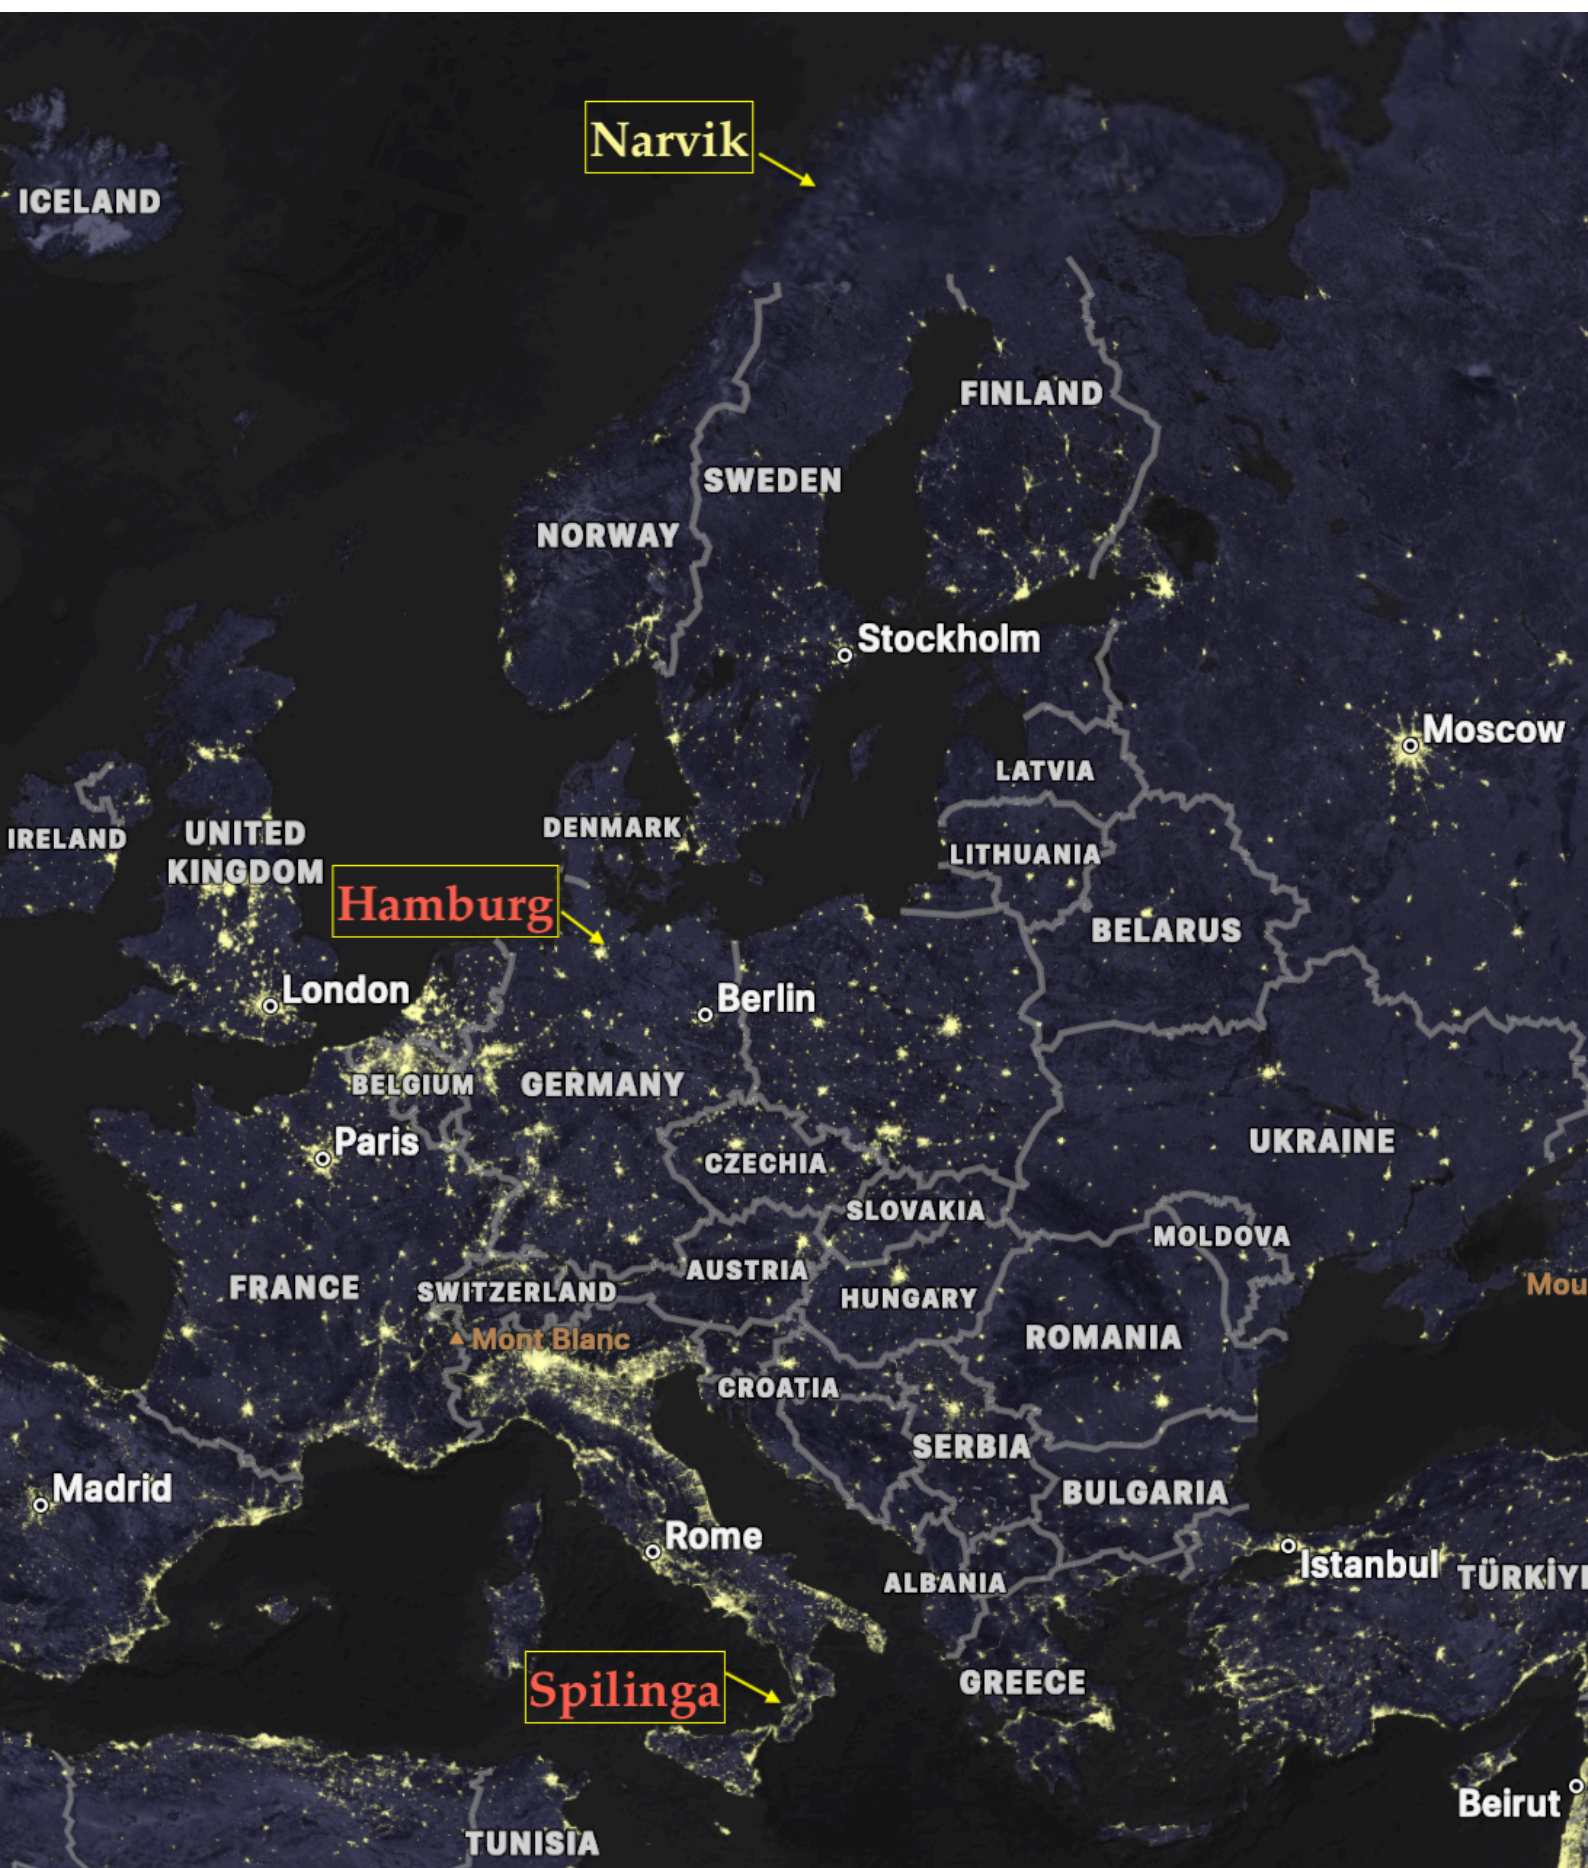 Narvik
ICELAND
FINLAND
SWEDEN
NORWAY
Stockholm
Moscow
LATVIA
DENMARK
IRELAND
UNITED
KINGDOM
LITHUANIA
Hamburg
BELARUS
London
Berlin
BELGIUM
GERMANY
Paris
UKRAINE
CZECHIA
SLOVAKIA
MOLDOVA
AUSTRIA
FRANCE
SWITZERLAND
HUNGARY
Mou
Mont Blanc
ROMANIA
CROATIA
SERBIA
Madrid
BULGARIA
Rome
Istanbul
TÜRKİY
ALBANIA
GREECE
Spilinga
Beirut
TUNISIA